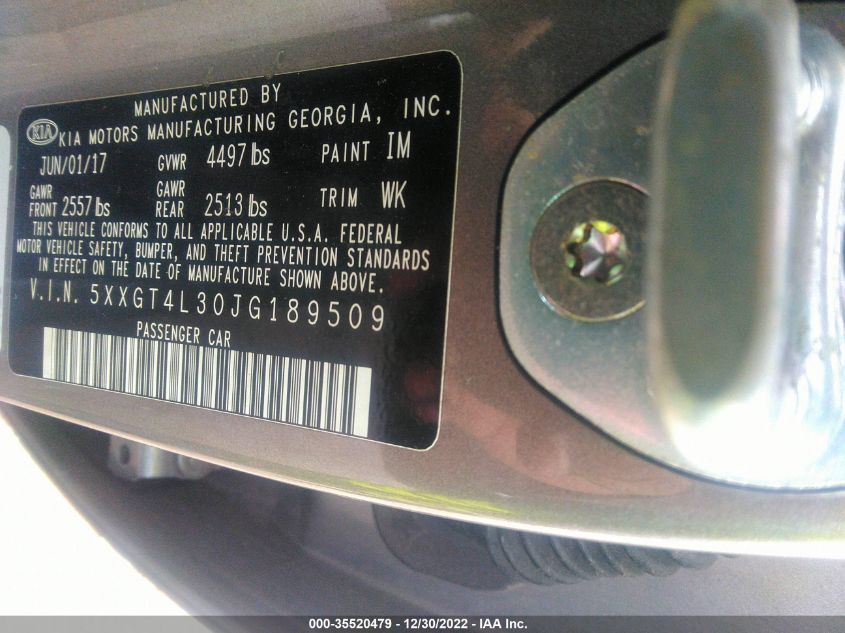 MANUFACTURED BY
KIA KIA MOTORS MANUFACTURING GEORGIA, INC.
JUN/01/17 GVWR 4497 lbs PAINT IM
GAWR FRONT 2557 lbs GAWR REAR 2513 lbs TRIM WK
THIS VEHICLE CONFORMS TO ALL APPLICABLE U.S.A. FEDERAL
MOTOR VEHICLE SAFETY, BUMPER, AND THEFT PREVENTION STANDARDS
IN EFFECT ON THE DATE OF MANUFACTURE SHOWN ABOVE.
V.I.N. 5XXGT4L30JG189509
PASSENGER CAR
000-35520479 - 12/30/2022 - IAA Inc.